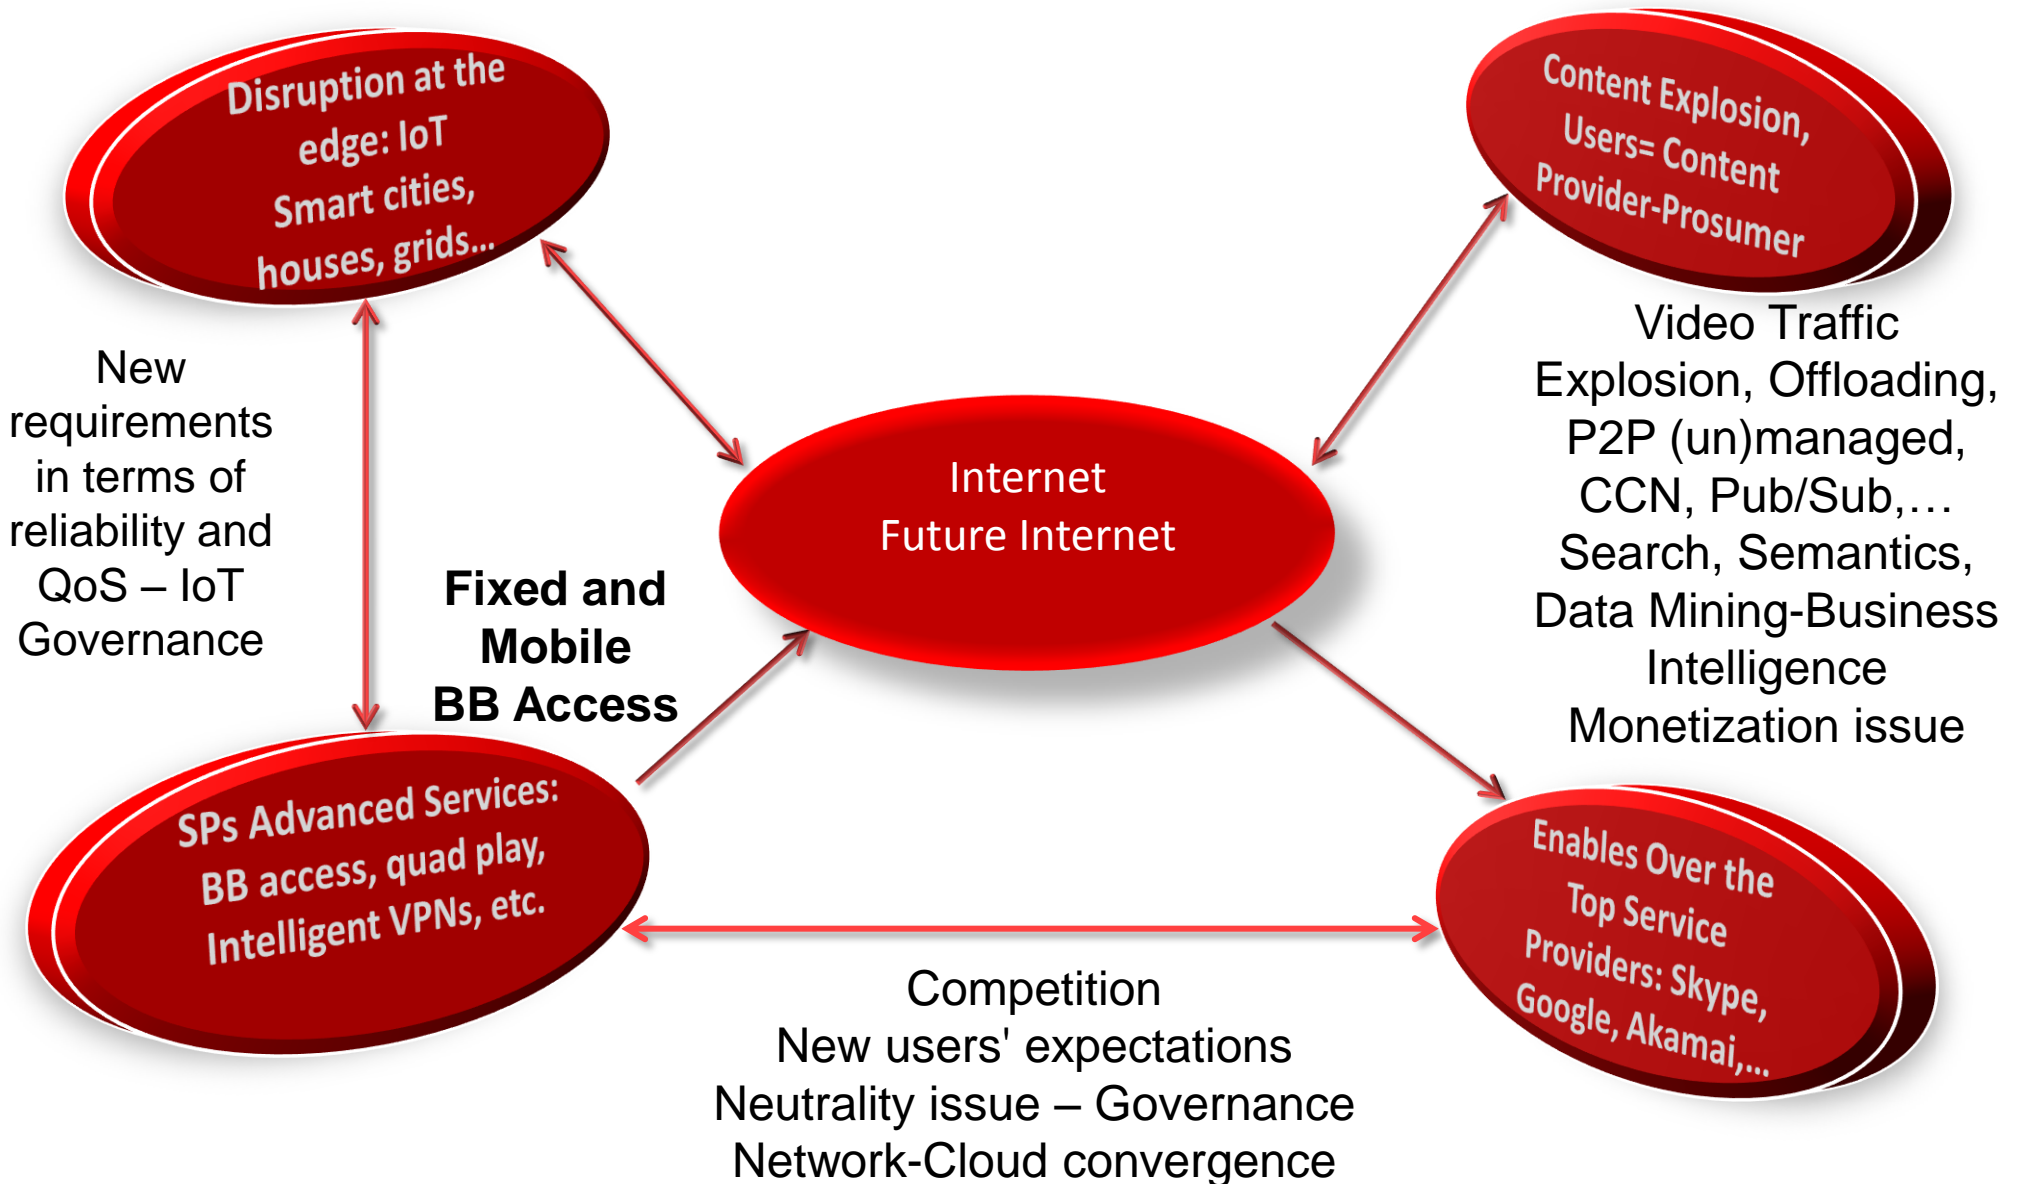 Disruption at the
edge: IoT
Smart cities,
houses, grids...
Content Explosion,
Users= Content
Provider-Prosumer
New
requirements
in terms of
reliability and
QoS – IoT
Governance
Internet
Future Internet
Video Traffic
Explosion, Offloading,
P2P (un)managed,
CCN, Pub/Sub,…
Search, Semantics,
Data Mining-Business
Intelligence
Monetization issue
Fixed and
Mobile
BB Access
SPs Advanced Services:
BB access, quad play,
Intelligent VPNs, etc.
Enables Over the
Top Service
Providers: Skype,
Google, Akamai,...
Competition
New users' expectations
Neutrality issue – Governance
Network-Cloud convergence